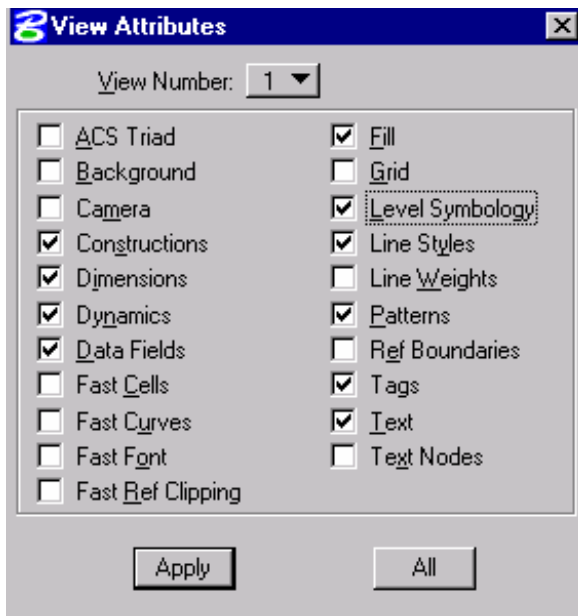 View Attributes
View Number: 1
ACS Triad
Background
Camera
Constructions
Dimensions
Dynamics
Data Fields
Fast Cells
Fast Curves
Fast Font
Fast Ref Clipping
Fill
Grid
Level Symbology
Line Styles
Line Weights
Patterns
Ref Boundaries
Tags
Text
Text Nodes
Apply
All